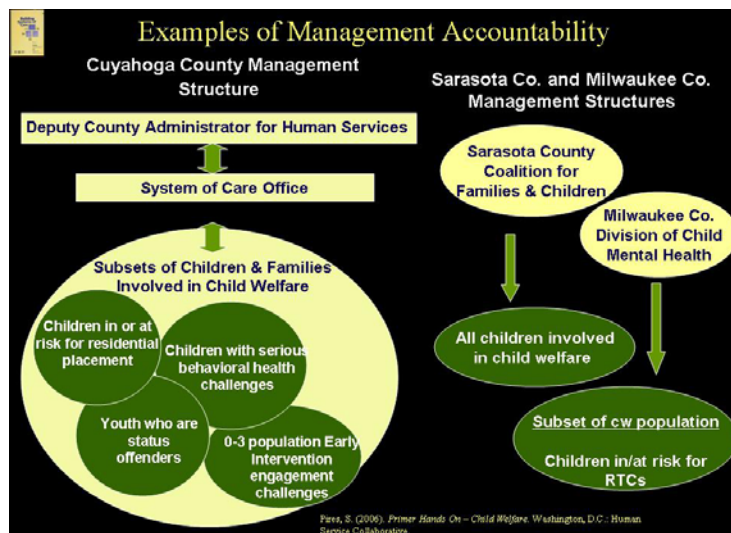 Examples of Management Accountability
Cuyahoga County Management
Structure
Deputy County Administrator for Human Services
System of Care Office
Subsets of Children & Families
Involved in Child Welfare
Children in or at
risk for residential
placement
Children with serious
behavioral health
challenges
Youth who are
status
offenders
0-3 population Early
Intervention
engagement
challenges
Sarasota Co. and Milwaukee Co.
Management Structures
Sarasota County
Coalition for
Families & Children
Milwaukee Co.
Division of Child
Mental Health
All children involved
in child welfare
Subset of cw population
Children in/at risk for
RTCs
Pires, S. (2006). Primer Hands On – Child Welfare. Washington, D.C.: Human
Service Collaborative